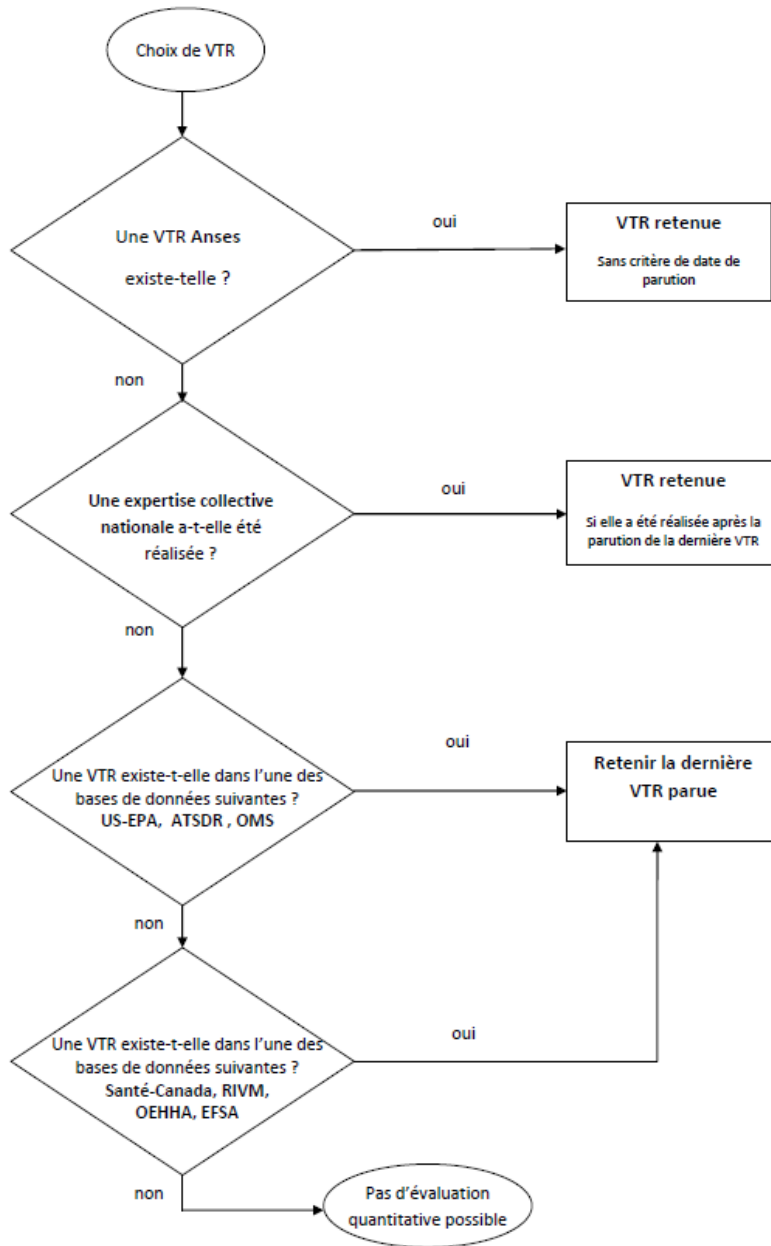 Choix de VTR
Une VTR Anses
existe-telle ?
oui
VTR retenue
Sans critère de date de
parution
non
Une expertise collective
nationale a-t-elle été
réalisée ?
oui
VTR retenue
Si elle a été réalisée après la
parution de la dernière VTR
non
Une VTR existe-t-elle dans l'une des
bases de données suivantes ?
US-EPA, ATSDR , OMS
oui
Retenir la dernière
VTR parue
non
Une VTR existe-t-elle dans l'une des
bases de données suivantes ?
Santé-Canada, RIVM,
OEHHA, EFSA
oui
non
Pas d'évaluation
quantitative possible